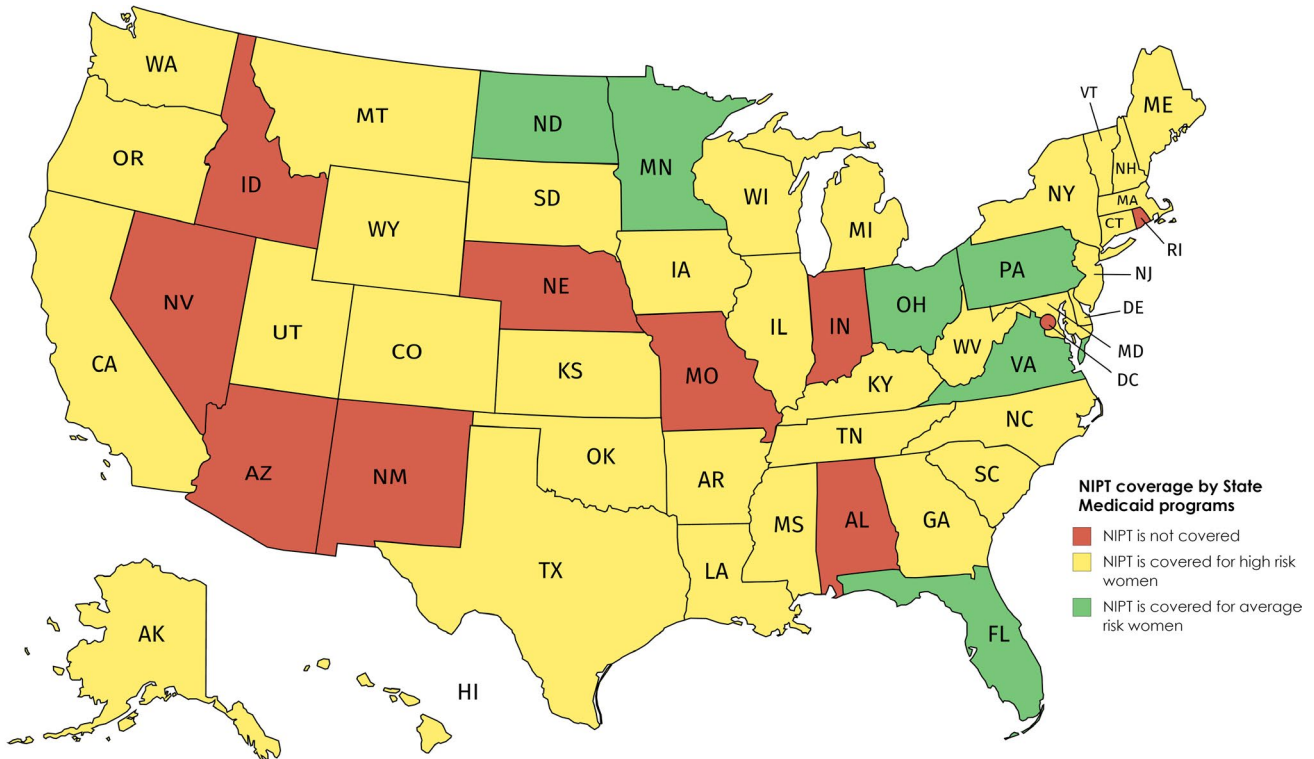 WA
MT
ND
MN
VT
ME
OR
ID
SD
WI
NH
NY
MA
WY
MI
CT
RI
IA
PA
NJ
NE
NV
OH
DE
UT
IL
IN
CO
WV
MD
CA
KS
MO
VA
KY
DC
NC
TN
OK
AZ
NM
AR
SC
MS
AL
GA
TX
LA
NIPT coverage by State
Medicaid programs
NIPT is not covered
NIPT is covered for high risk
women
NIPT is covered for average
risk women
AK
FL
HI